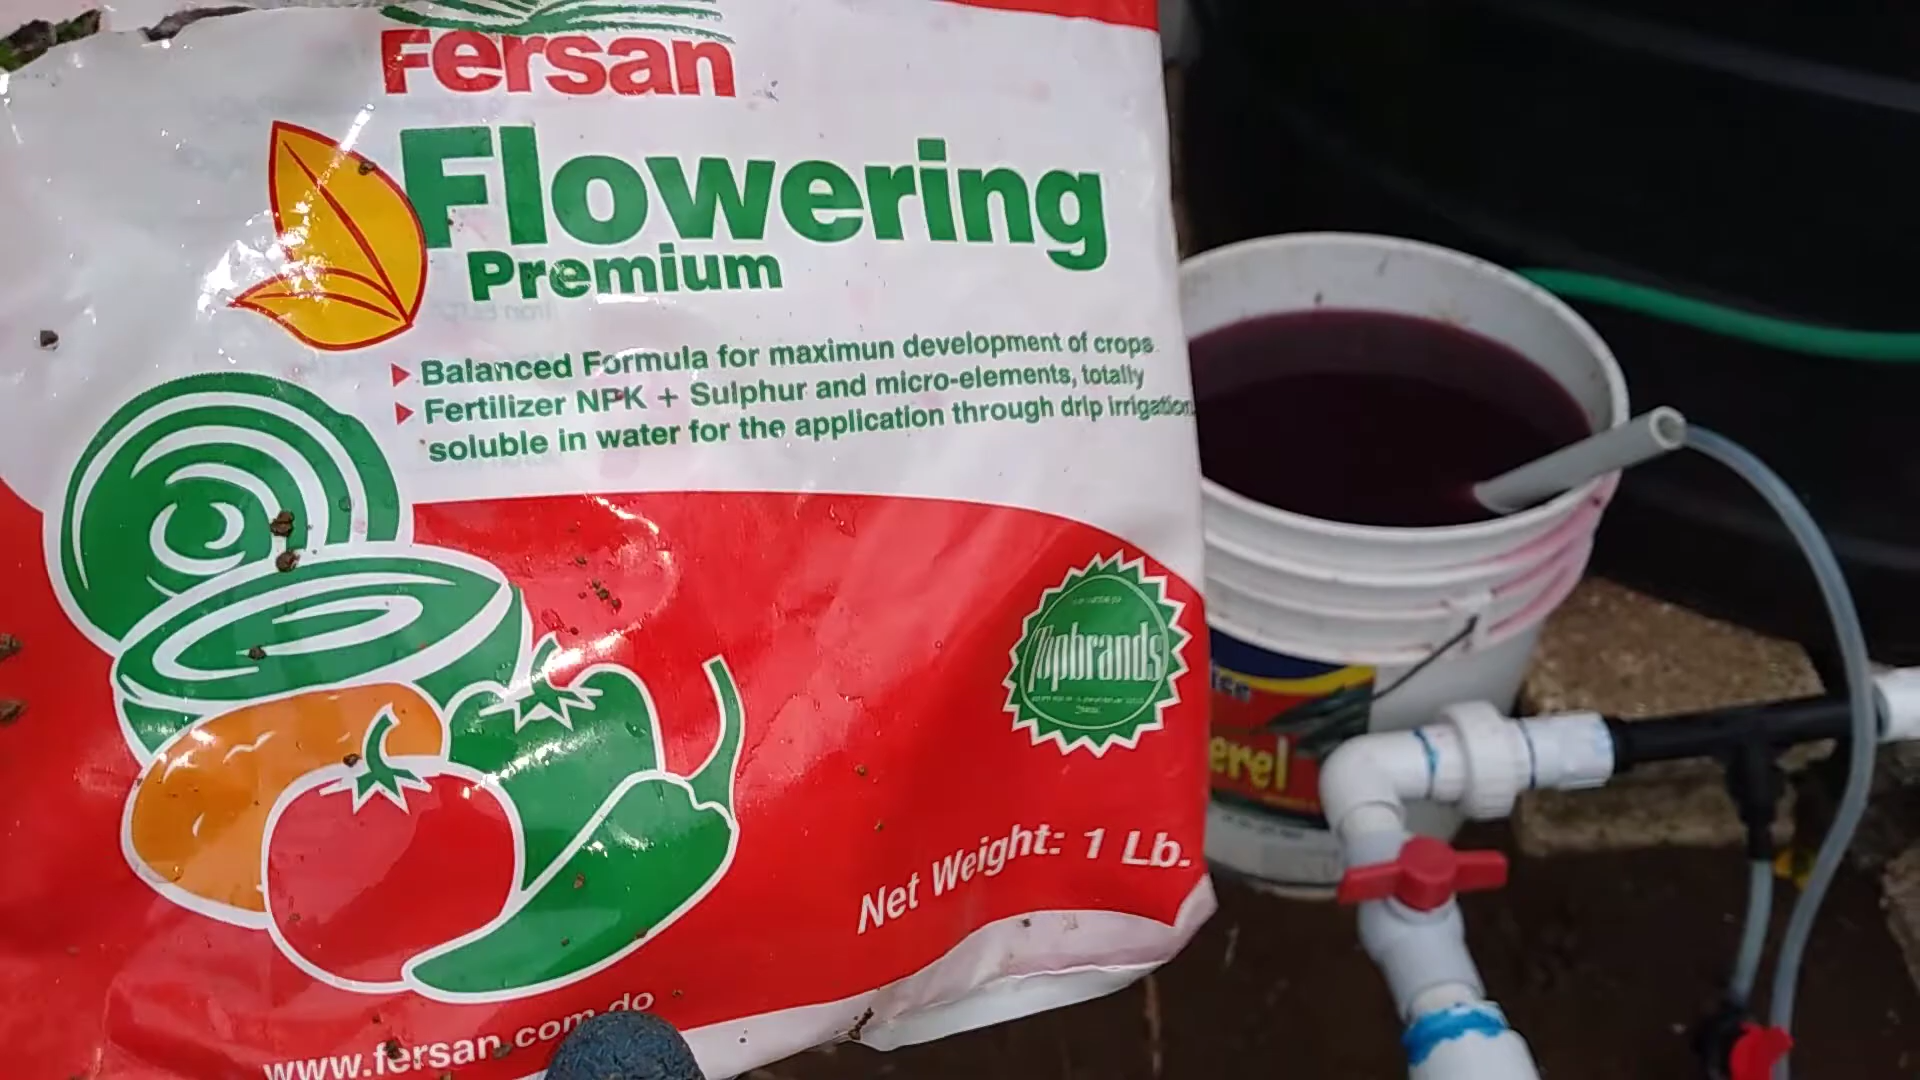 Fersan
Flowering
Premium
Balanced Formula for maximun development of crops
Fertilizer NPK + Sulphur and micro-elements, totally
soluble in water for the application through drip irrigation
Topbrands
Net Weight: 1 Lb.
www.fersan.com.do
erel